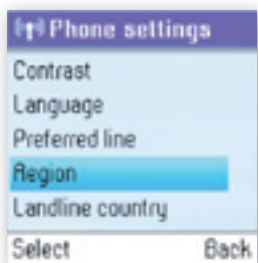 Phone settings
Contrast
Language
Preferred line
Region
Landline country
Select Back